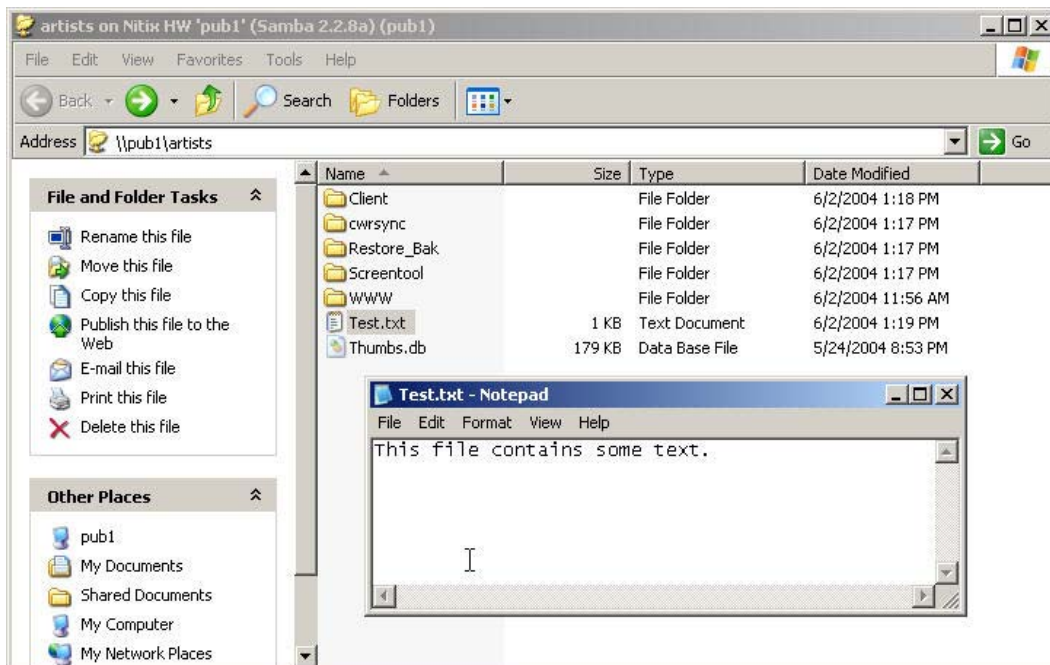 artists on Nitix HW 'pub1' (Samba 2.2.8a) (pub1)
File Edit View Favorites Tools Help
Back Search Folders
Address \\pub1\artists Go
File and Folder Tasks
Rename this file
Move this file
Copy this file
Publish this file to the
Web
E-mail this file
Print this file
Delete this file
Other Places
pub1
My Documents
Shared Documents
My Computer
My Network Places
Name Size Type Date Modified
Client File Folder 6/2/2004 1:18 PM
cwrsync File Folder 6/2/2004 1:17 PM
Restore_Bak File Folder 6/2/2004 1:17 PM
Screentool File Folder 6/2/2004 1:17 PM
WWW File Folder 6/2/2004 11:56 AM
Test.txt 1 KB Text Document 6/2/2004 1:19 PM
Thumbs.db 179 KB Data Base File 5/24/2004 8:53 PM
Test.txt - Notepad
File Edit Format View Help
This file contains some text.